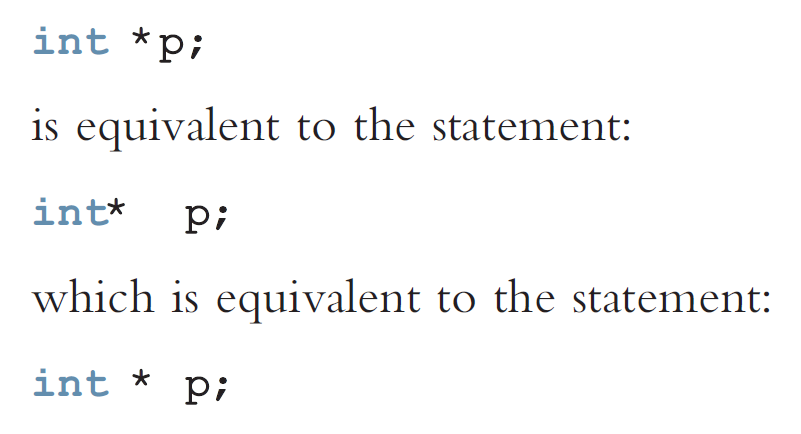 int *p;
is equivalent to the statement:
int*  p;
which is equivalent to the statement:
int * p;